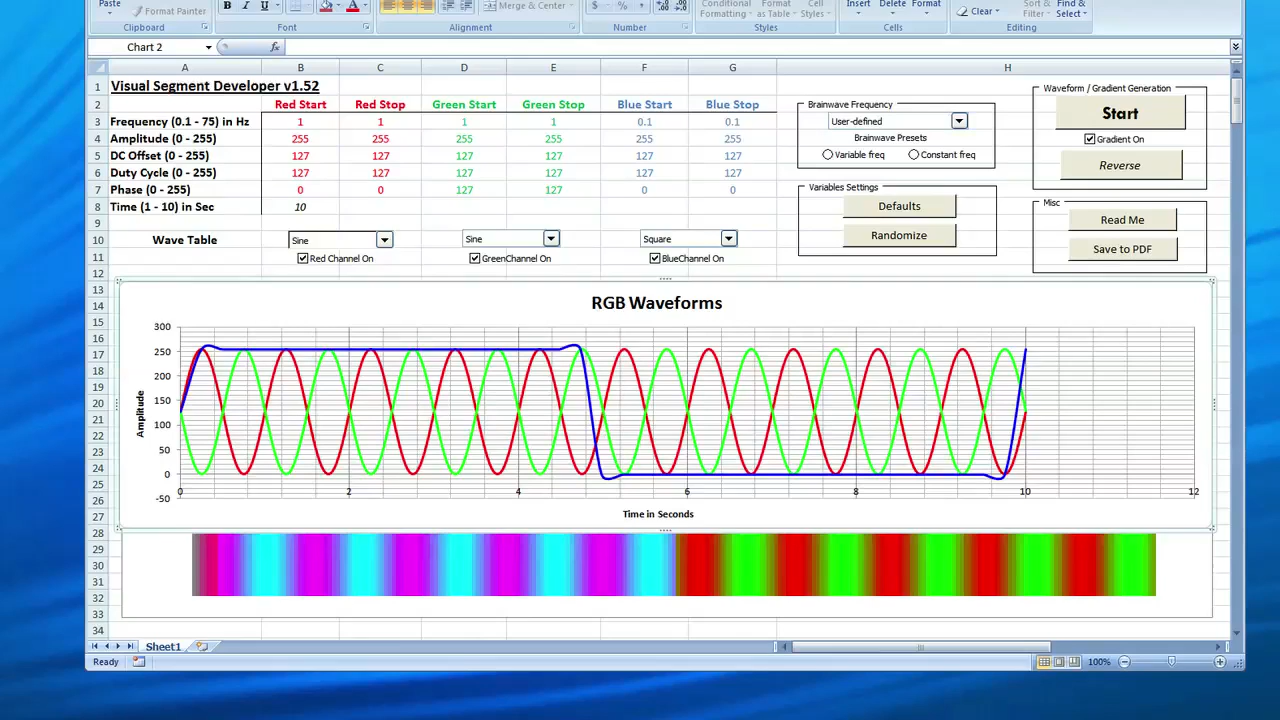 Paste
Format Painter
B I U
A
Merge & Center
$ %
Conditional Formatting
Format as Table
Cell Styles
Insert Delete Format
Clear
Sort & Filter
Find & Select
Clipboard Font Alignment Number Styles Cells Editing
Chart 2 fx
A B C D E F G H
1 Visual Segment Developer v1.52
2 Red Start Red Stop Green Start Green Stop Blue Start Blue Stop
3 Frequency (0.1 - 75) in Hz 1 1 1 1 0.1 0.1
4 Amplitude (0 - 255) 255 255 255 255 255 255
5 DC Offset (0 - 255) 127 127 127 127 127 127
6 Duty Cycle (0 - 255) 127 127 127 127 127 127
7 Phase (0 - 255) 0 0 127 127 0 0
8 Time (1 - 10) in Sec 10
9
10 Wave Table Sine Sine Square
11 Red Channel On GreenChannel On BlueChannel On
12
Brainwave Frequency
User-defined
Brainwave Presets
Variable freq Constant freq
Variables Settings
Defaults
Randomize
Waveform / Gradient Generation
Start
Gradient On
Reverse
Misc
Read Me
Save to PDF
13
14
15
16
17
18
19
20
21
22
23
24
25
26
27
28
29
30
31
32
33
34
RGB Waveforms
300
250
200
150
100
50
0
-50
Amplitude
0 2 4 6 8 10 12
Time in Seconds
Sheet1
Ready 100%